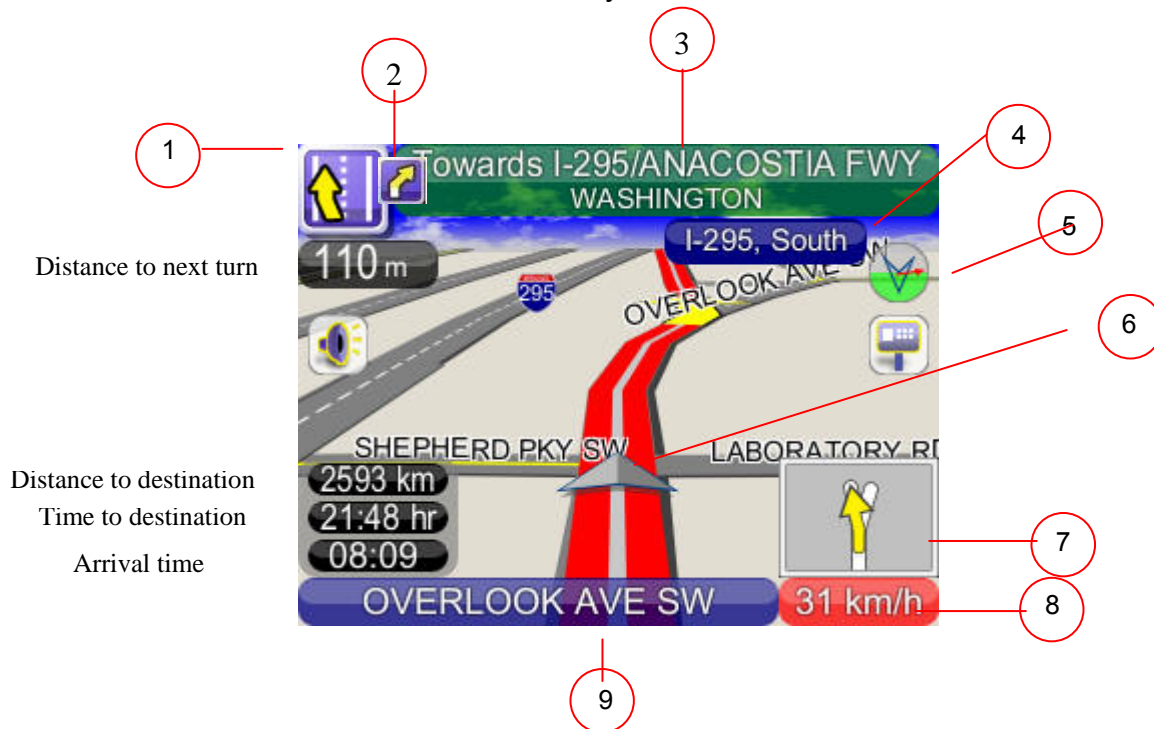 3
2
1
4
Towards I-295/ANACOSTIA FWY
WASHINGTON
I-295, South
5
Distance to next turn
110 m
295
OVERLOOK AVE SW
6
SHEPHERD PKY SW
LABORATORY RD
Distance to destination
2593 km
Time to destination
21:48 hr
Arrival time
08:09
7
OVERLOOK AVE SW
31 km/h
8
9